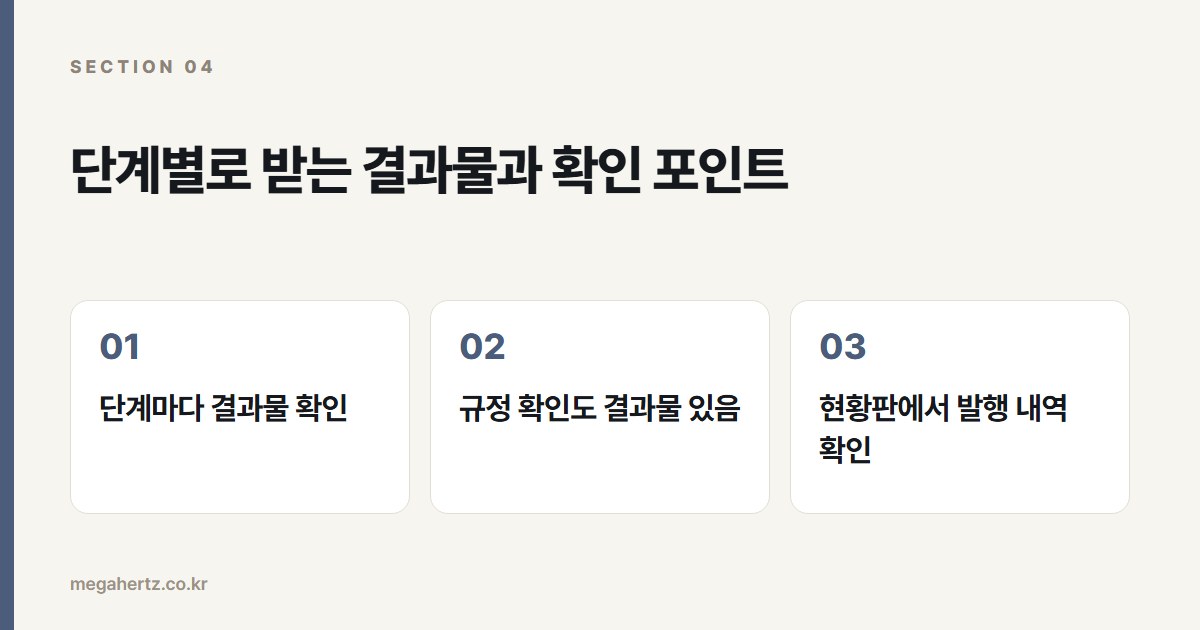 SECTION 04
단계별로 받는 결과물과 확인 포인트
01
단계마다 결과물 확인
02
규정 확인도 결과물 있음
03
현황판에서 발행 내역
확인
megahertz.co.kr